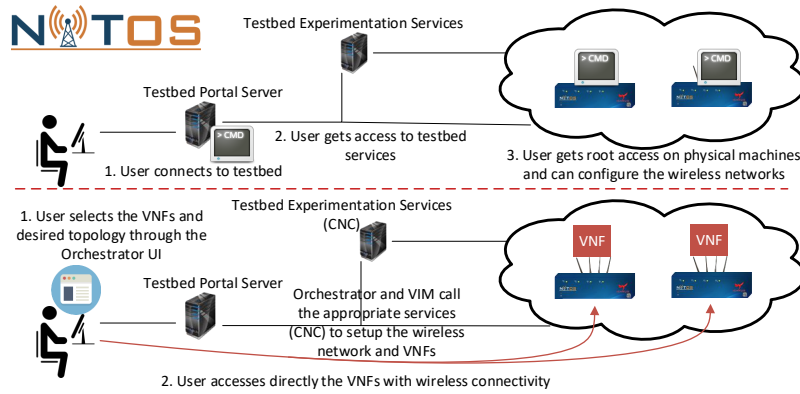 NITOS
Testbed Experimentation Services
> CMD
> CMD
NITOS
NITOS
Testbed Portal Server
> CMD
2. User gets access to testbed
services
1. User connects to testbed
3. User gets root access on physical machines
and can configure the wireless networks
1. User selects the VNFs and
desired topology through the
Orchestrator UI
Testbed Experimentation Services
(CNC)
VNF
VNF
NITOS
NITOS
Testbed Portal Server
Orchestrator and VIM call
the appropriate services
(CNC) to setup the wireless
network and VNFs
2. User accesses directly the VNFs with wireless connectivity